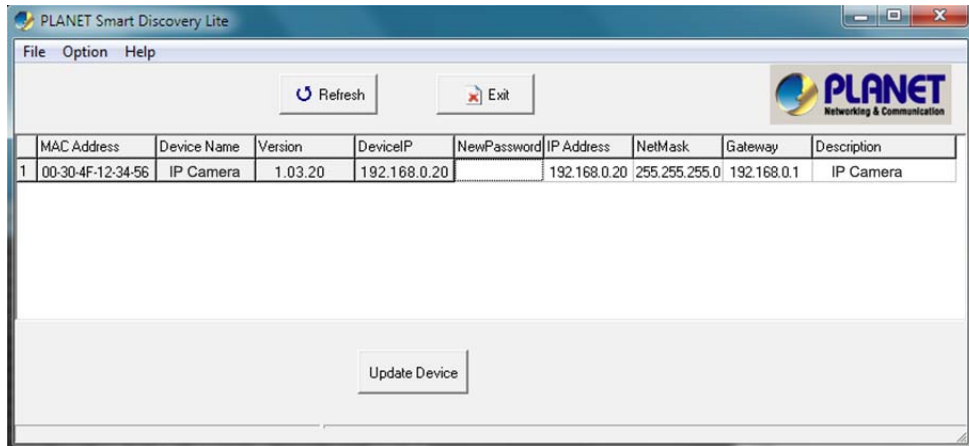 PLANET Smart Discovery Lite
File Option Help
Refresh Exit
PLANET
Networking & Communication
MAC Address Device Name Version DeviceIP NewPassword IP Address NetMask Gateway Description
1 00-30-4F-12-34-56 IP Camera 1.03.20 192.168.0.20 192.168.0.20 255.255.255.0 192.168.0.1 IP Camera
Update Device